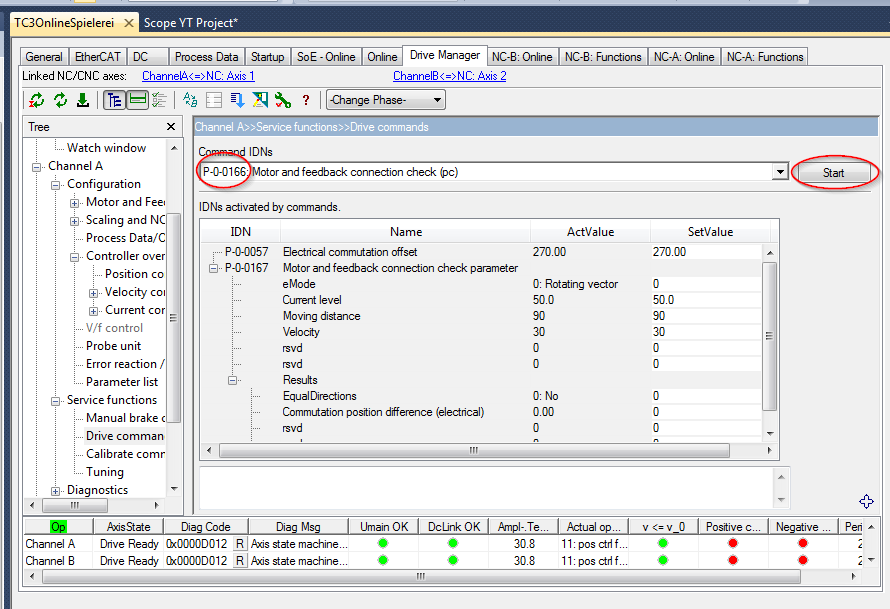 TC3OnlineSpielerei Scope YT Project*
General EtherCAT DC Process Data Startup SoE - Online Online Drive Manager NC-B: Online NC-B: Functions NC-A: Online NC-A: Functions
Linked NC/CNC axes: ChannelA<=>NC: Axis 1 ChannelB<=>NC: Axis 2
-Change Phase-
Tree
Watch window
Channel A
Configuration
Motor and Fee
Scaling and NC
Process Data/O
Controller over
Position co
Velocity cor
Current cor
V/f control
Probe unit
Error reaction /
Parameter list
Service functions
Manual brake c
Drive comman
Calibrate comm
Tuning
Diagnostics
Channel A>>Service functions>>Drive commands
Command IDNs
P-0-0166: Motor and feedback connection check (pc) Start
IDNs activated by commands.
IDN Name ActValue SetValue
P-0-0057 Electrical commutation offset 270.00 270.00
P-0-0167 Motor and feedback connection check parameter
eMode 0: Rotating vector 0
Current level 50.0 50.0
Moving distance 90 90
Velocity 30 30
rsvd 0 0
rsvd 0 0
Results
EqualDirections 0: No 0
Commutation position difference (electrical) 0.00 0
rsvd 0 0
Op AxisState Diag Code Diag Msg Umain OK DcLink OK Ampl-.Te... Actual op... v <= v_0 Positive c... Negative ... Peri
Channel A Drive Ready 0x0000D012 R Axis state machine... 30.8 11: pos ctrl f... 2
Channel B Drive Ready 0x0000D012 R Axis state machine... 30.8 11: pos ctrl f... 2